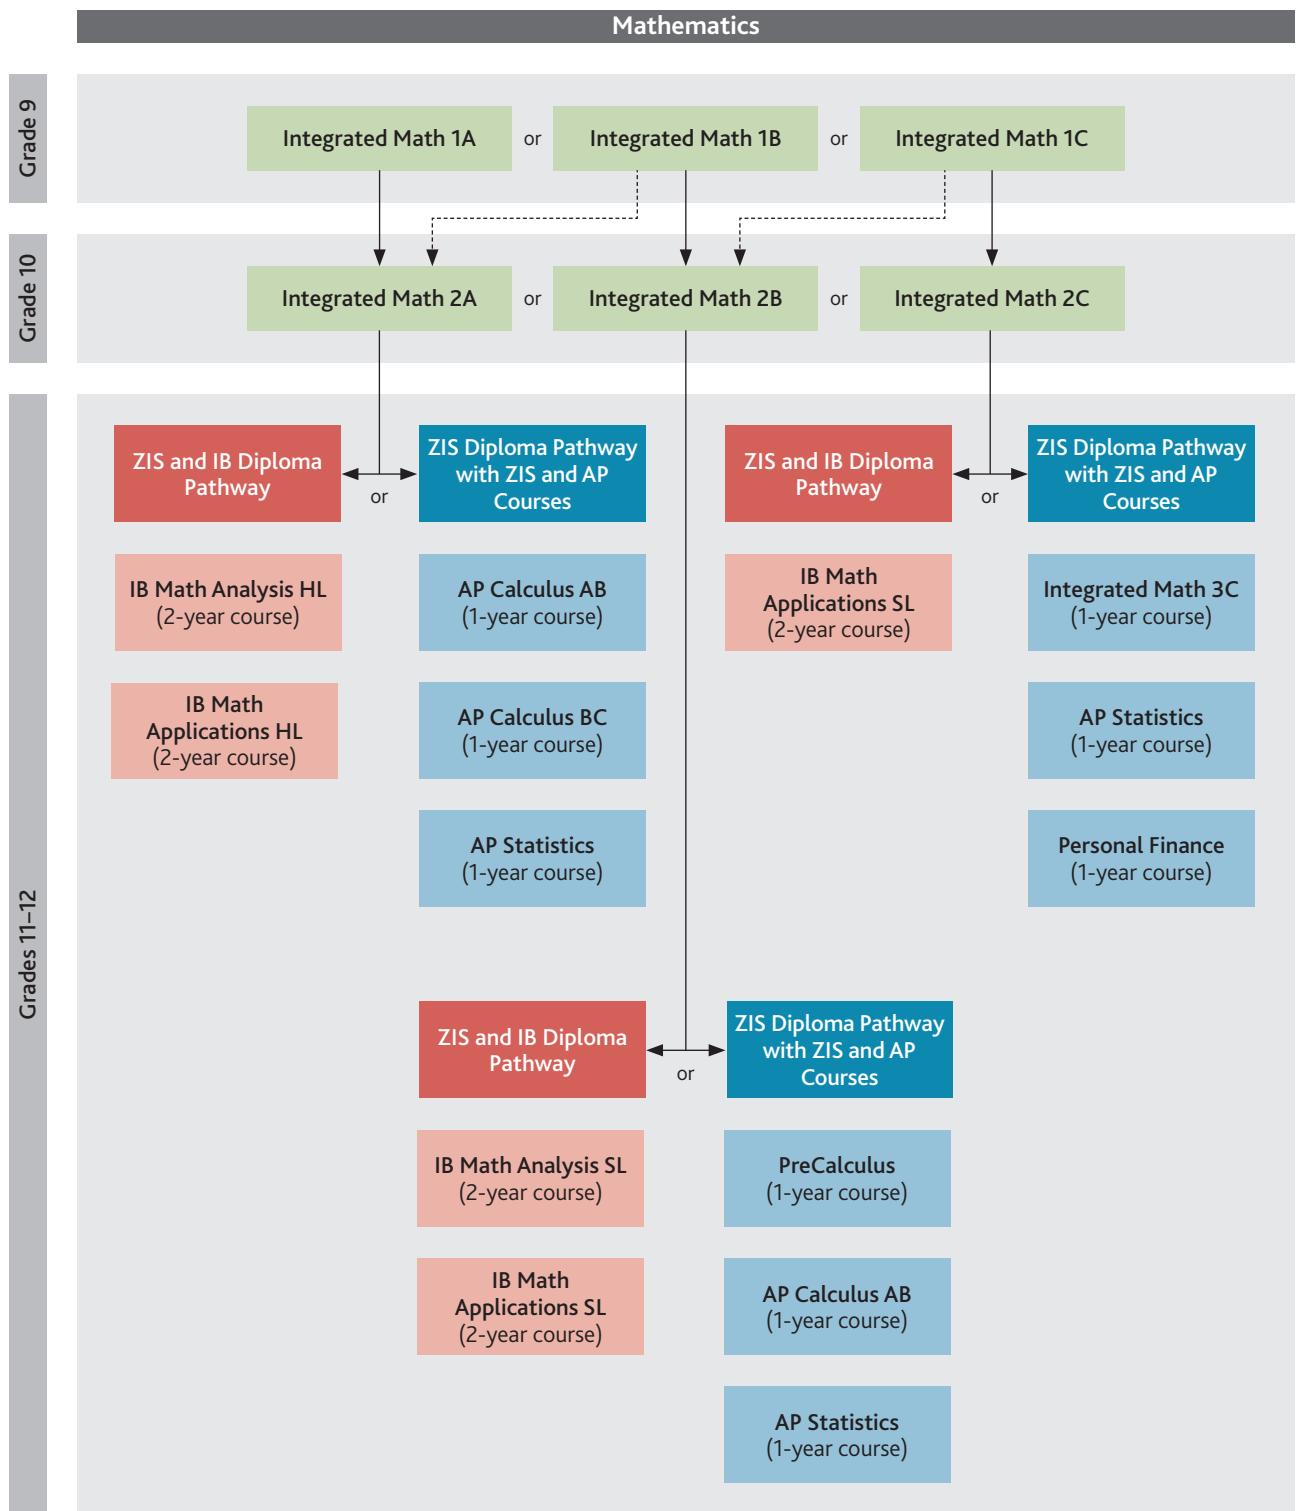 Mathematics
Grade 9
Integrated Math 1A
or
Integrated Math 1B
or
Integrated Math 1C
Grade 10
Integrated Math 2A
or
Integrated Math 2B
or
Integrated Math 2C
Grades 11–12
ZIS and IB Diploma
Pathway
or
ZIS Diploma Pathway
with ZIS and AP
Courses
IB Math Analysis HL
(2-year course)
IB Math
Applications HL
(2-year course)
AP Calculus AB
(1-year course)
AP Calculus BC
(1-year course)
AP Statistics
(1-year course)
ZIS and IB Diploma
Pathway
or
ZIS Diploma Pathway
with ZIS and AP
Courses
IB Math
Applications SL
(2-year course)
Integrated Math 3C
(1-year course)
AP Statistics
(1-year course)
Personal Finance
(1-year course)
ZIS and IB Diploma
Pathway
or
ZIS Diploma Pathway
with ZIS and AP
Courses
IB Math Analysis SL
(2-year course)
IB Math
Applications SL
(2-year course)
PreCalculus
(1-year course)
AP Calculus AB
(1-year course)
AP Statistics
(1-year course)